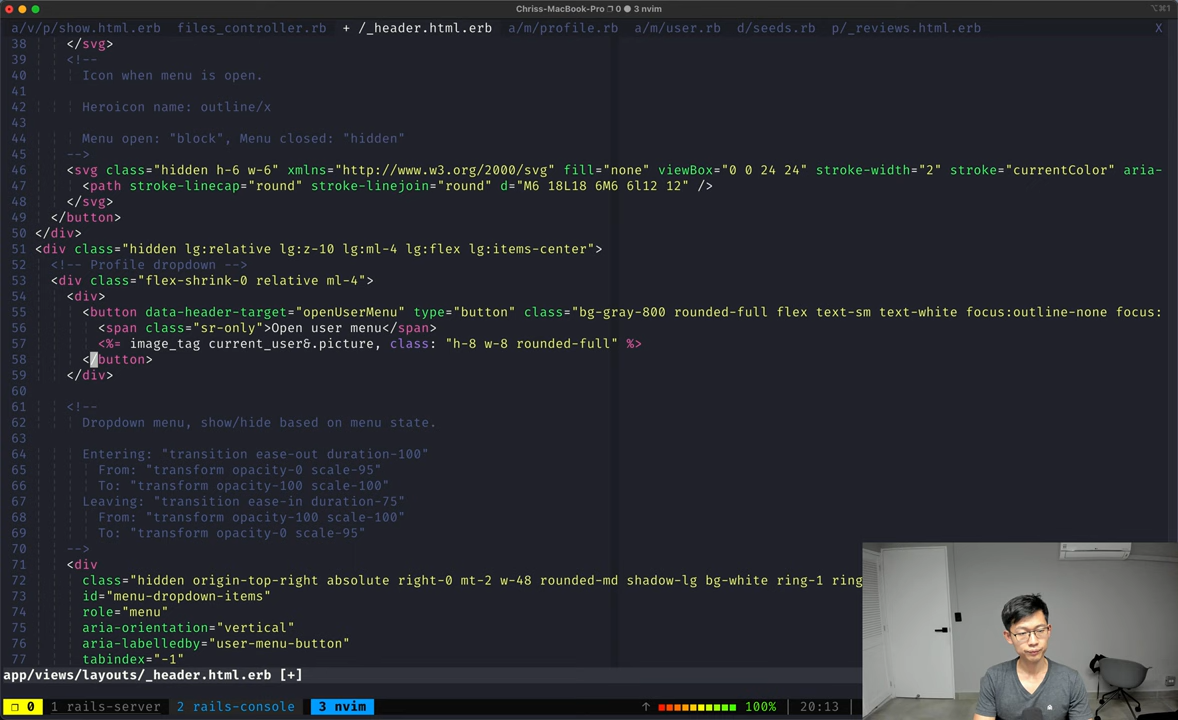 Chriss-MacBook-Pro ❐ 0 ● 3 nvim
⌥⌘1
a/v/p/show.html.erb files_controller.rb + /_header.html.erb a/m/profile.rb a/m/user.rb d/seeds.rb p/_reviews.html.erb X
38 </svg>
39 <!--
40 Icon when menu is open.
41
42 Heroicon name: outline/x
43
44 Menu open: "block", Menu closed: "hidden"
45 -->
46 <svg class="hidden h-6 w-6" xmlns="http://www.w3.org/2000/svg" fill="none" viewBox="0 0 24 24" stroke-width="2" stroke="currentColor" aria-
47 <path stroke-linecap="round" stroke-linejoin="round" d="M6 18L18 6M6 6l12 12" />
48 </svg>
49 </button>
50 </div>
51 <div class="hidden lg:relative lg:z-10 lg:ml-4 lg:flex lg:items-center">
52 <!-- Profile dropdown -->
53 <div class="flex-shrink-0 relative ml-4">
54 <div>
55 <button data-header-target="openUserMenu" type="button" class="bg-gray-800 rounded-full flex text-sm text-white focus:outline-none focus:
56 <span class="sr-only">Open user menu</span>
57 <%= image_tag current_user&.picture, class: "h-8 w-8 rounded-full" %>
58 </button>
59 </div>
60
61 <!--
62 Dropdown menu, show/hide based on menu state.
63
64 Entering: "transition ease-out duration-100"
65 From: "transform opacity-0 scale-95"
66 To: "transform opacity-100 scale-100"
67 Leaving: "transition ease-in duration-75"
68 From: "transform opacity-100 scale-100"
69 To: "transform opacity-0 scale-95"
70 -->
71 <div
72 class="hidden origin-top-right absolute right-0 mt-2 w-48 rounded-md shadow-lg bg-white ring-1 ring
73 id="menu-dropdown-items"
74 role="menu"
75 aria-orientation="vertical"
76 aria-labelledby="user-menu-button"
77 tabindex="-1"
app/views/layouts/_header.html.erb [+]
❐ 0 1 rails-server 2 rails-console 3 nvim ↑ 100% | 20:13